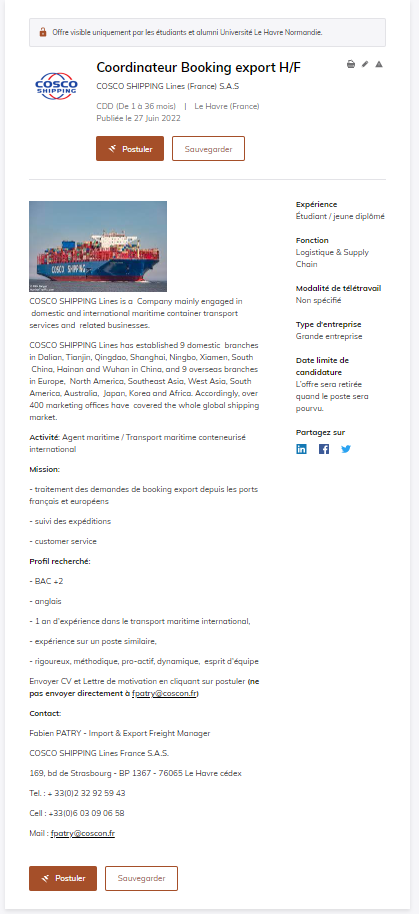 Offre visible uniquement par les étudiants et alumni Université Le Havre Normandie.
COSCO
SHIPPING
Coordinateur Booking export H/F
COSCO SHIPPING Lines (France) S.A.S
CDD (De 1 à 36 mois) | Le Havre (France)
Publiée le 27 Juin 2022
Postuler
Sauvegarder
COSCO SHIPPING
COSCO SHIPPING Lines is a Company mainly engaged in
domestic and international maritime container transport
services and related businesses.
COSCO SHIPPING Lines has established 9 domestic branches
in Dalian, Tianjin, Qingdao, Shanghai, Ningbo, Xiamen, South
China, Hainan and Wuhan in China, and 9 overseas branches
in Europe, North America, Southeast Asia, West Asia, South
America, Australia, Japan, Korea and Africa. Accordingly, over
400 marketing offices have covered the whole global shipping
market.
Activité: Agent maritime / Transport maritime conteneurisé
international
Mission:
- traitement des demandes de booking export depuis les ports
français et européens
- suivi des expéditions
- customer service
Profil recherché:
- BAC +2
- anglais
- 1 an d'expérience dans le transport maritime international,
- expérience sur un poste similaire,
- rigoureux, méthodique, pro-actif, dynamique, esprit d'équipe
Envoyer CV et Lettre de motivation en cliquant sur postuler (ne
pas envoyer directement à fpatry@coscon.fr)
Contact:
Fabien PATRY - Import & Export Freight Manager
COSCO SHIPPING Lines France S.A.S.
169, bd de Strasbourg - BP 1367 - 76065 Le Havre cédex
Tel. : + 33(0)2 32 92 59 43
Cell : +33(0)6 03 09 06 58
Mail : fpatry@coscon.fr
Postuler
Sauvegarder
Expérience
Étudiant / jeune diplômé
Fonction
Logistique & Supply
Chain
Modalité de télétravail
Non spécifié
Type d'entreprise
Grande entreprise
Date limite de
candidature
L'offre sera retirée
quand le poste sera
pourvu.
Partagez sur